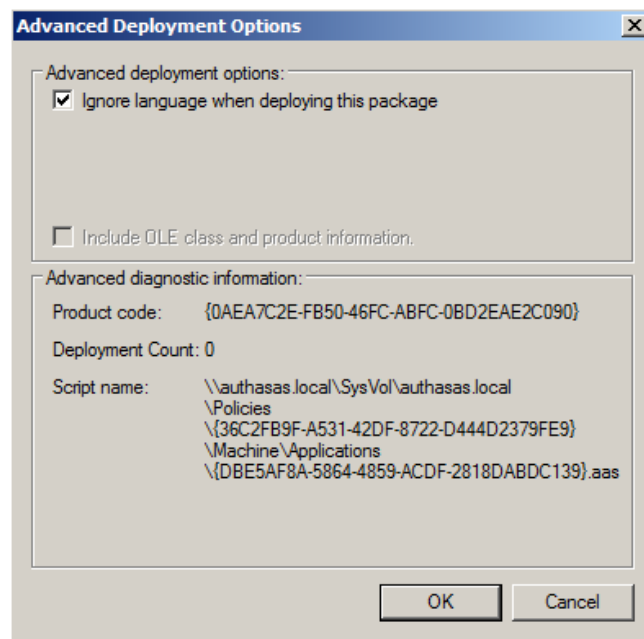 Advanced Deployment Options
Advanced deployment options:
Ignore language when deploying this package
Include OLE class and product information.
Advanced diagnostic information:
Product code: {0AEA7C2E-FB50-46FC-ABFC-0BD2EAE2C090}
Deployment Count: 0
Script name: \\authasas.local\SysVol\authasas.local
\Policies
\{36C2FB9F-A531-42DF-8722-D444D2379FE9}
\Machine\Applications
\{DBE5AF8A-5864-4859-ACDF-2818DABDC139}.aas
OK Cancel